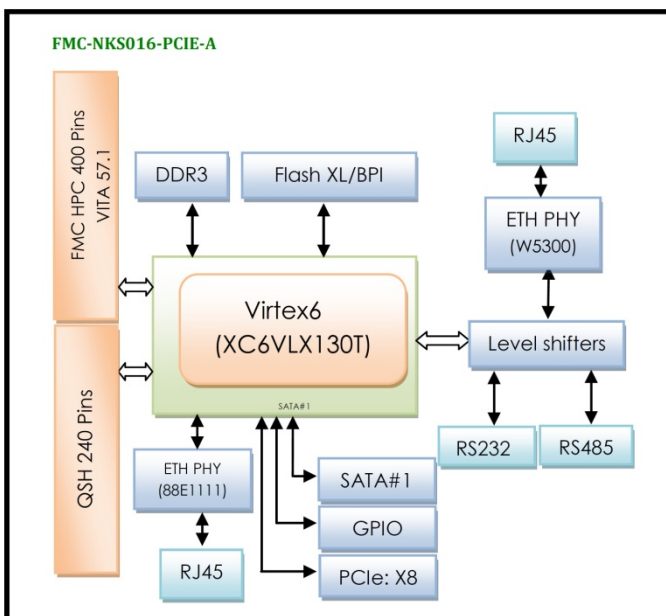 FMC-NKS016-PCIE-A
FMC HPC 400 Pins
VITA 57.1
QSH 240 Pins
DDR3
Flash XL/BPI
RJ45
ETH PHY
(W5300)
Virtex6
(XC6VLX130T)
Level shifters
SATA#1
RS232
RS485
ETH PHY
(88E1111)
SATA#1
GPIO
RJ45
PCIe: X8